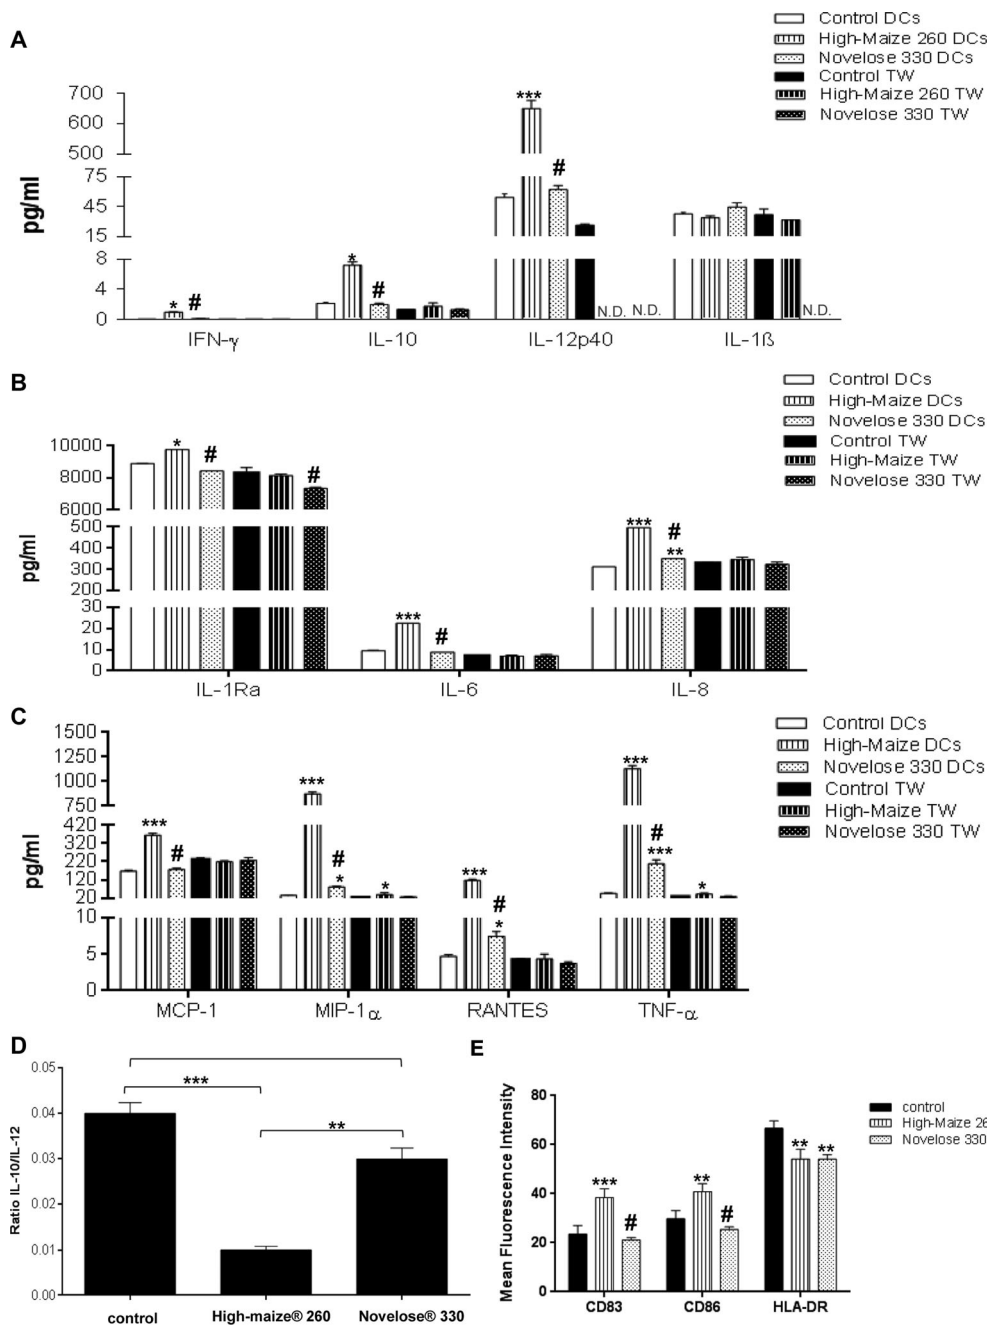 A
Control DCs
High-Maize 260 DCs
Novelose 330 DCs
Control TW
High-Maize 260 TW
Novelose 330 TW
pg/ml
700
600
500
75
45
15
8
4
0
***
#
*
#
*
#
N.D. N.D.
N.D.
IFN-γ IL-10 IL-12p40 IL-1ß
B
Control DCs
High-Maize DCs
Novelose 330 DCs
Control TW
High-Maize TW
Novelose 330 TW
pg/ml
10000
8000
6000
500
400
300
200
30
20
10
0
* # #
*** #
*** # **
IL-1Ra IL-6 IL-8
C
Control DCs
High-Maize DCs
Novelose 330 DCs
Control TW
High-Maize TW
Novelose 330 TW
pg/ml
1500
1250
1000
750
420
320
220
120
20
10
5
0
*** #
*** # * *
*** # *
*** # *** *
MCP-1 MIP-1α RANTES TNF-α
D
Ratio IL-10/IL-12
0.05
0.04
0.03
0.02
0.01
0.00
***
**
control High-maize® 260 Novelose® 330
E
Mean Fluorescence Intensity
80
60
40
20
0
control
High-Maize 26
Novelose 330
*** #
** #
** **
CD83 CD86 HLA-DR